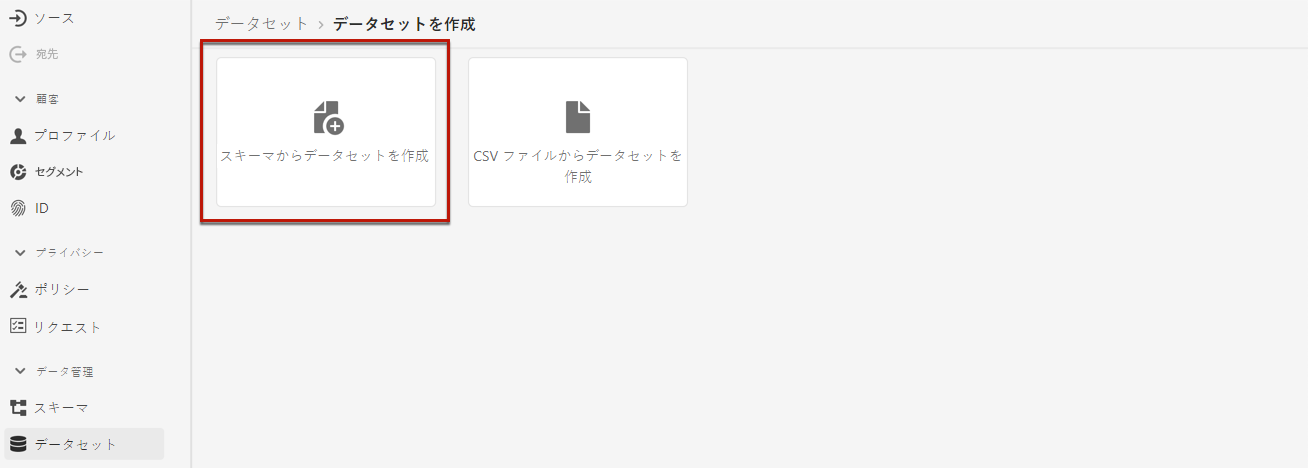 ソース
宛先
顧客
プロファイル
セグメント
ID
プライバシー
ポリシー
リクエスト
データ管理
スキーマ
データセット
データセット › データセットを作成
スキーマからデータセットを作成
CSV ファイルからデータセットを
作成